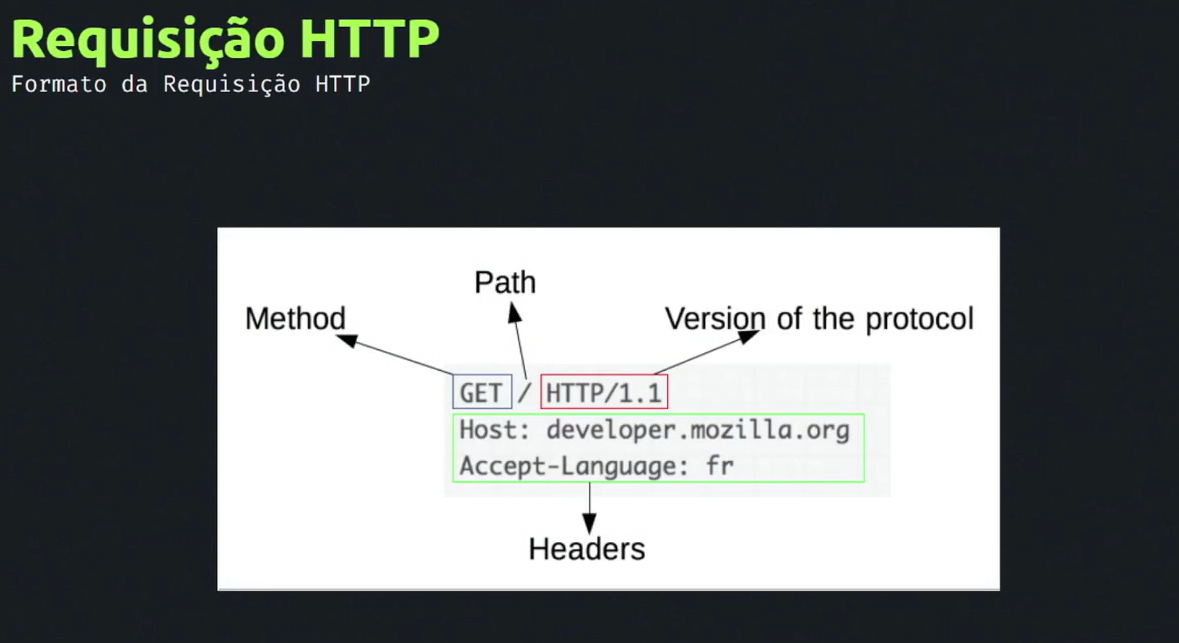 Requisição HTTP
Formato da Requisição HTTP
Path
Method
Version of the protocol
GET / HTTP/1.1
Host: developer.mozilla.org
Accept-Language: fr
Headers